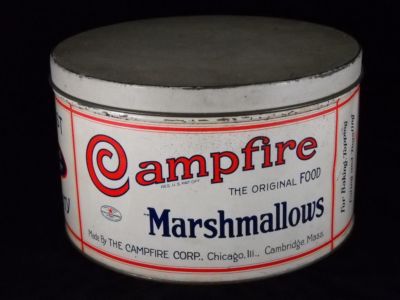 Campfire
REG. U.S. PAT. OFF.
THE ORIGINAL FOOD
Marshmallows
Made By THE CAMPFIRE CORP., Chicago, Ill., Cambridge, Mass.
For Baking, Topping